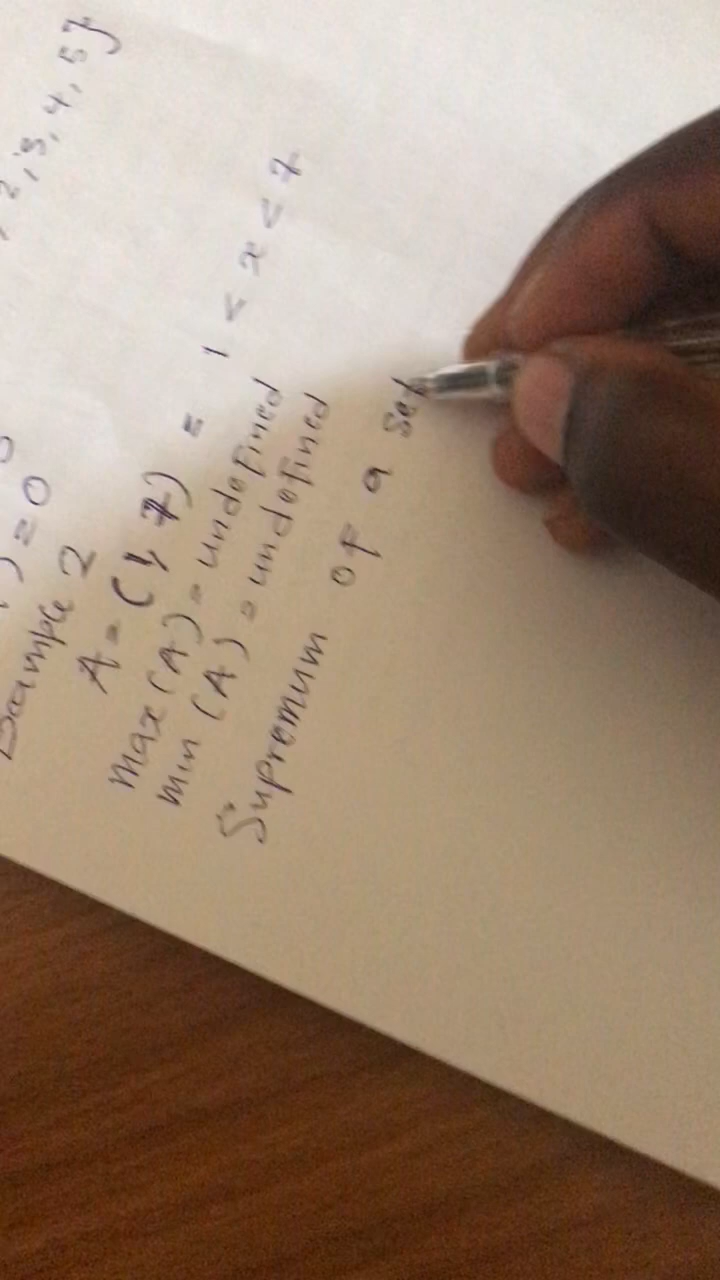 , 2, 3, 4, 5}
) = 0
Example 2
A = (1, 7) = 1 < x < 7
max (A) = undefined
min (A) = undefined
Supremum of a set